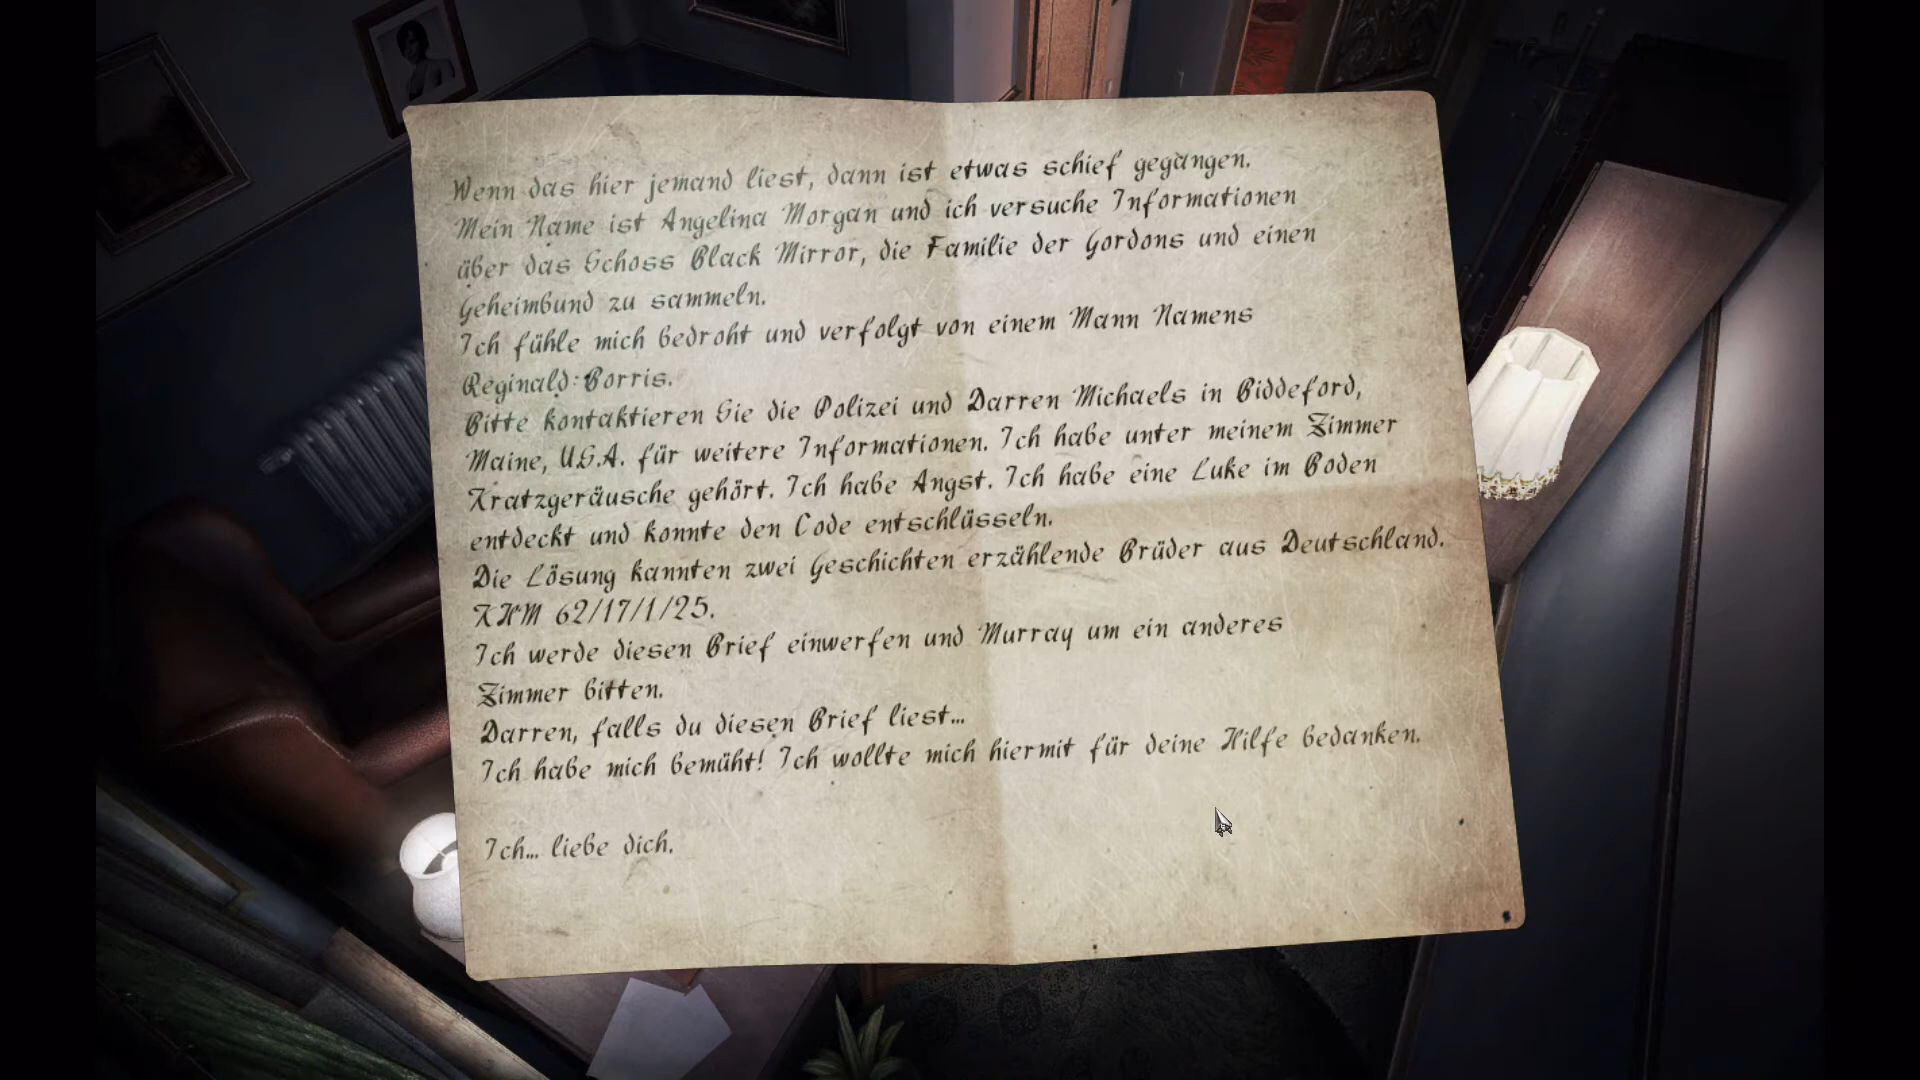 Wenn das hier jemand liest, dann ist etwas schief gegangen.
Mein Name ist Angelina Morgan und ich versuche Informationen
über das Schoss Black Mirror, die Familie der Gordons und einen
Geheimbund zu sammeln.
Ich fühle mich bedroht und verfolgt von einem Mann Namens
Reginald Borris.
Bitte kontaktieren Sie die Polizei und Darren Michaels in Biddeford,
Maine, USA. für weitere Informationen. Ich habe unter meinem Zimmer
Kratzgeräusche gehört. Ich habe Angst. Ich habe eine Luke im Boden
entdeckt und konnte den Code entschlüsseln.
Die Lösung kannten zwei Geschichten erzählende Brüder aus Deutschland.
KHM 62/17/1/25.
Ich werde diesen Brief einwerfen und Murray um ein anderes
Zimmer bitten.
Darren, falls du diesen Brief liest...
Ich habe mich bemüht! Ich wollte mich hiermit für deine Hilfe bedanken.
Ich... liebe dich.